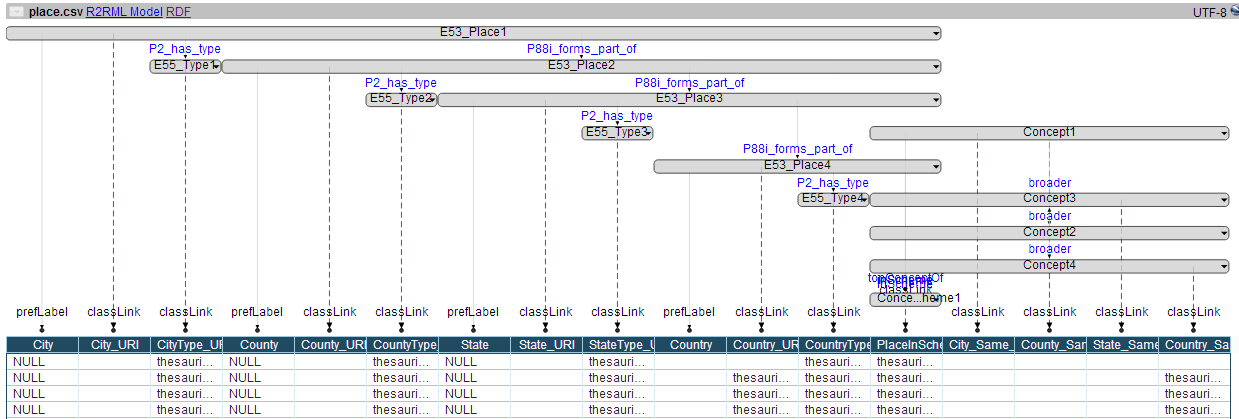 place.csv R2RML Model RDF UTF-8
E53_Place1
P2_has_type P88i_forms_part_of
E55_Type1 E53_Place2
P2_has_type P88i_forms_part_of
E55_Type2 E53_Place3
P2_has_type
E55_Type3 Concept1
P88i_forms_part_of
E53_Place4
P2_has_type broader
E55_Type4 Concept3
broader
Concept2
broader
Concept4
topConceptOf
inScheme
classLink
Conce...heme1
prefLabel classLink classLink prefLabel classLink classLink prefLabel classLink classLink prefLabel classLink classLink classLink classLink classLink classLink
City City_URI CityType_UR County County_URI CountyType_ State State_URI StateType_U Country Country_UR CountryType PlaceInSche City_Same_ County_Sam State_Same Country_Sa
NULL thesauri... NULL thesauri... NULL thesauri... thesauri... thesauri...
NULL thesauri... NULL thesauri... NULL thesauri... thesauri... thesauri... thesauri... thesauri...
NULL thesauri... NULL thesauri... NULL thesauri... thesauri... thesauri... thesauri... thesauri...
NULL thesauri... NULL thesauri... NULL thesauri... thesauri... thesauri... thesauri... thesauri...